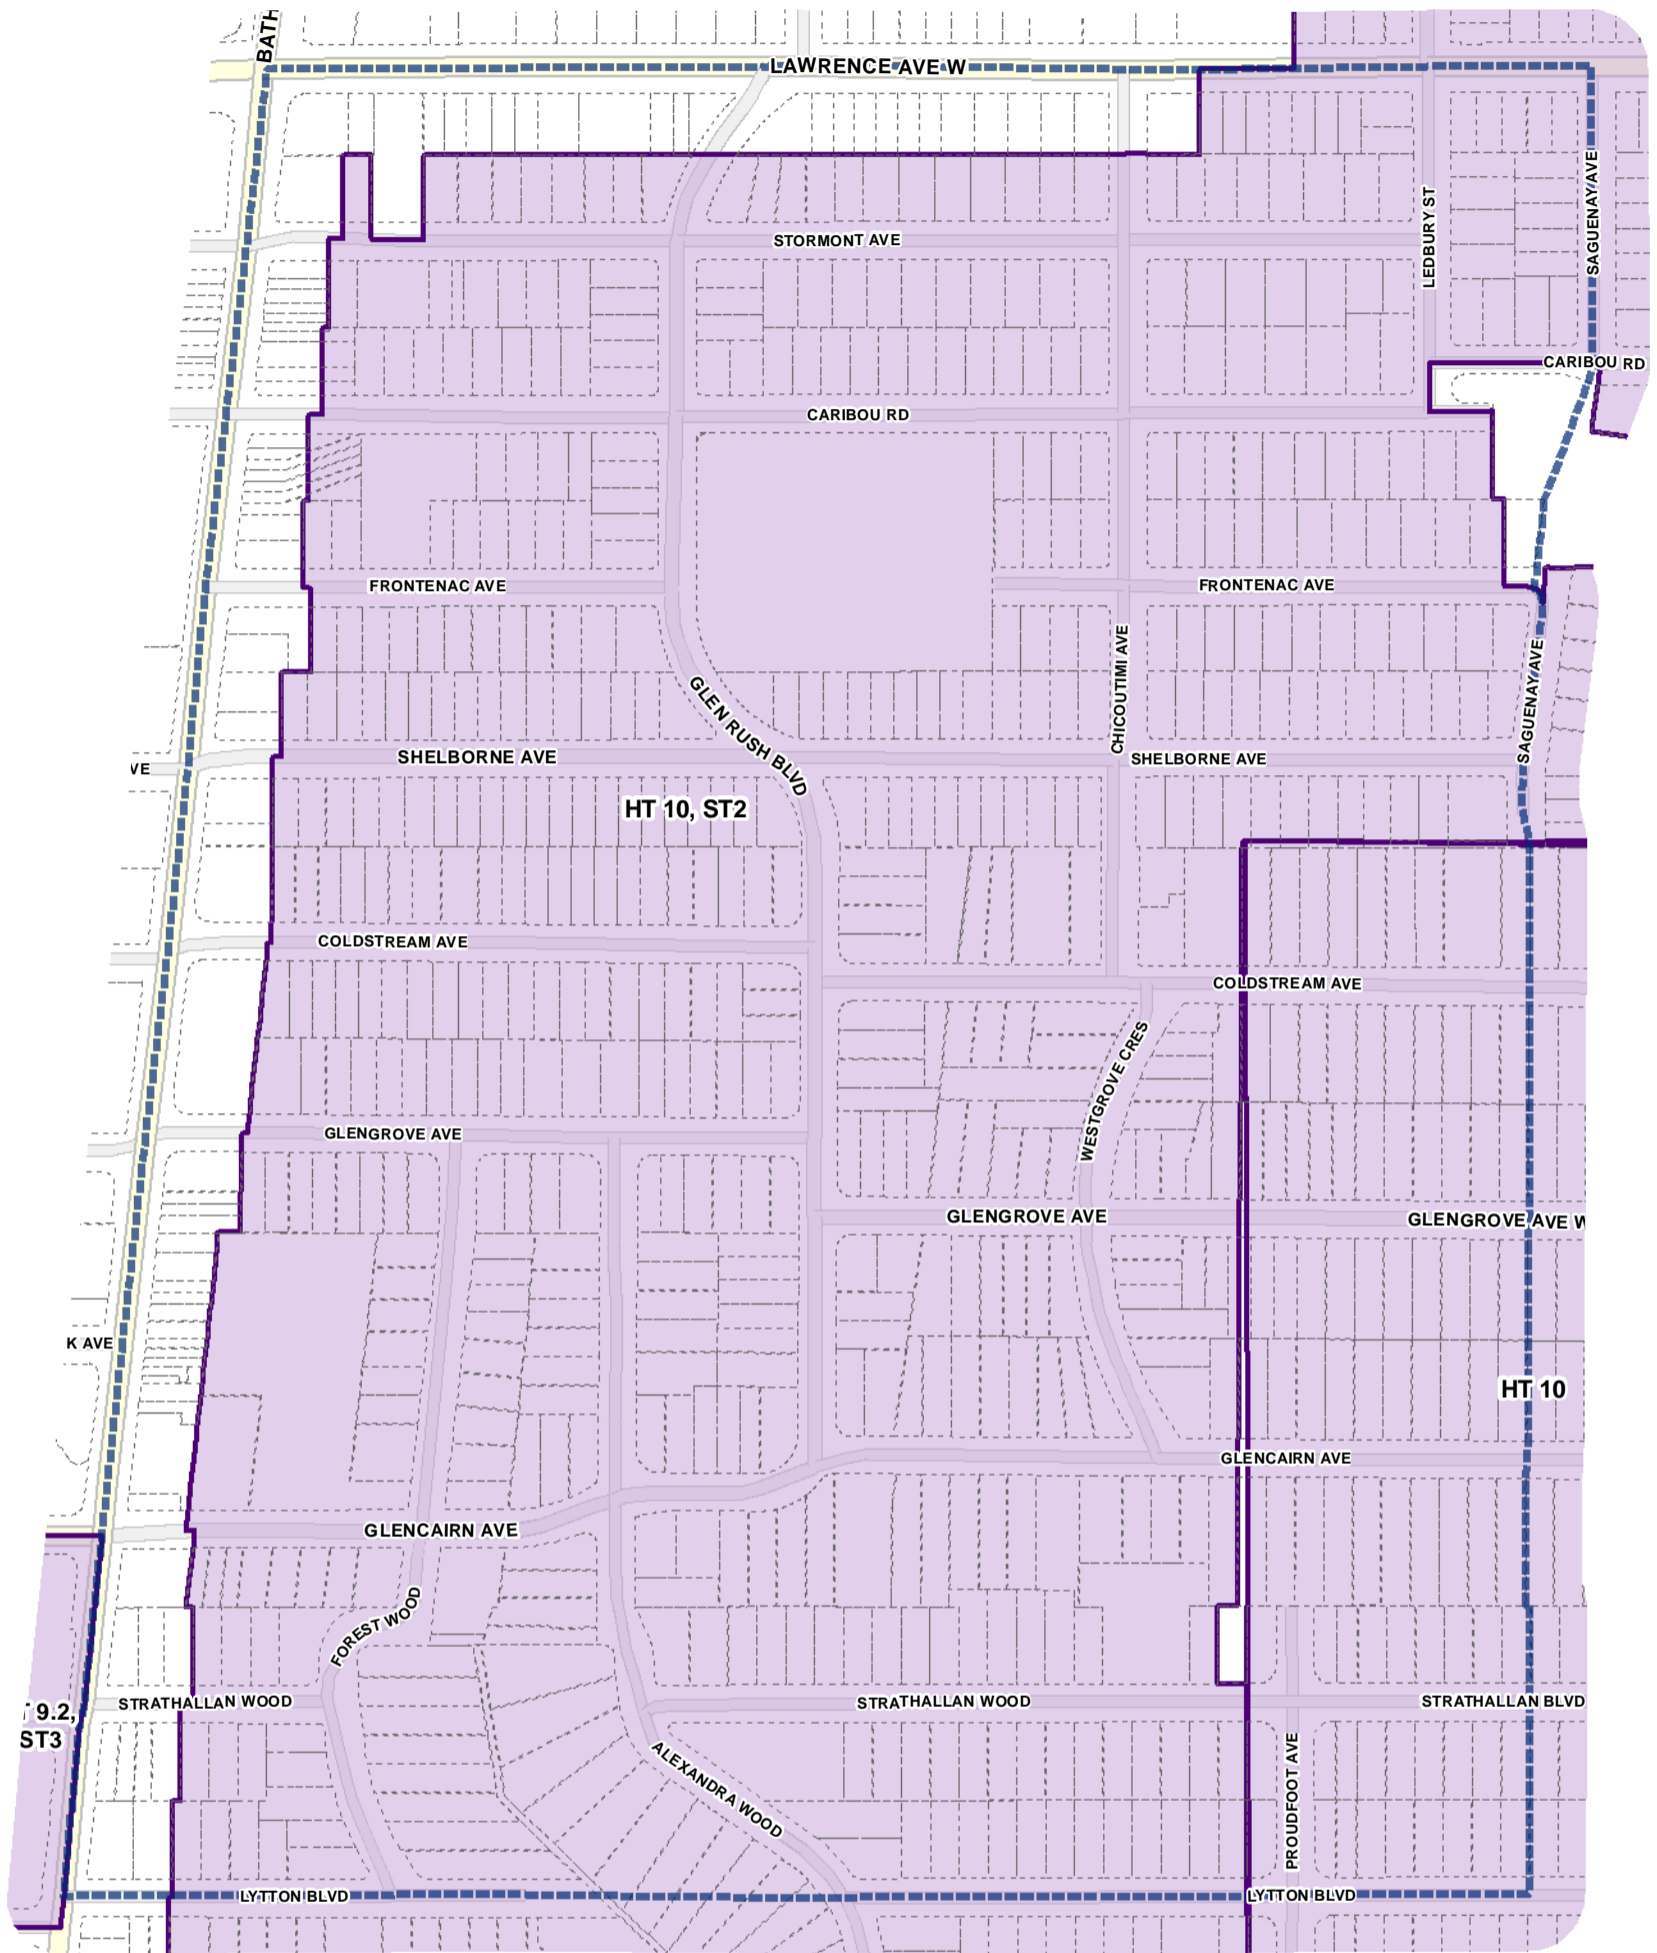 BATH
LAWRENCE AVE W
SAGUENAY AVE
LEDBURY ST
STORMONT AVE
CARIBOU RD
CARIBOU RD
FRONTENAC AVE
FRONTENAC AVE
CHICOUTIMI AVE
SAGUENAY AVE
GLEN RUSH BLVD
SHELBORNE AVE
SHELBORNE AVE
VE
HT 10, ST2
COLDSTREAM AVE
COLDSTREAM AVE
WESTGROVE CRES
GLENGROVE AVE
GLENGROVE AVE
GLENGROVE AVE W
K AVE
HT 10
GLENCAIRN AVE
GLENCAIRN AVE
FOREST WOOD
STRATHALLAN WOOD
STRATHALLAN WOOD
STRATHALLAN BLVD
T 9.2,
ST3
ALEXANDRA WOOD
PROUDFOOT AVE
LYTTON BLVD
LYTTON BLVD